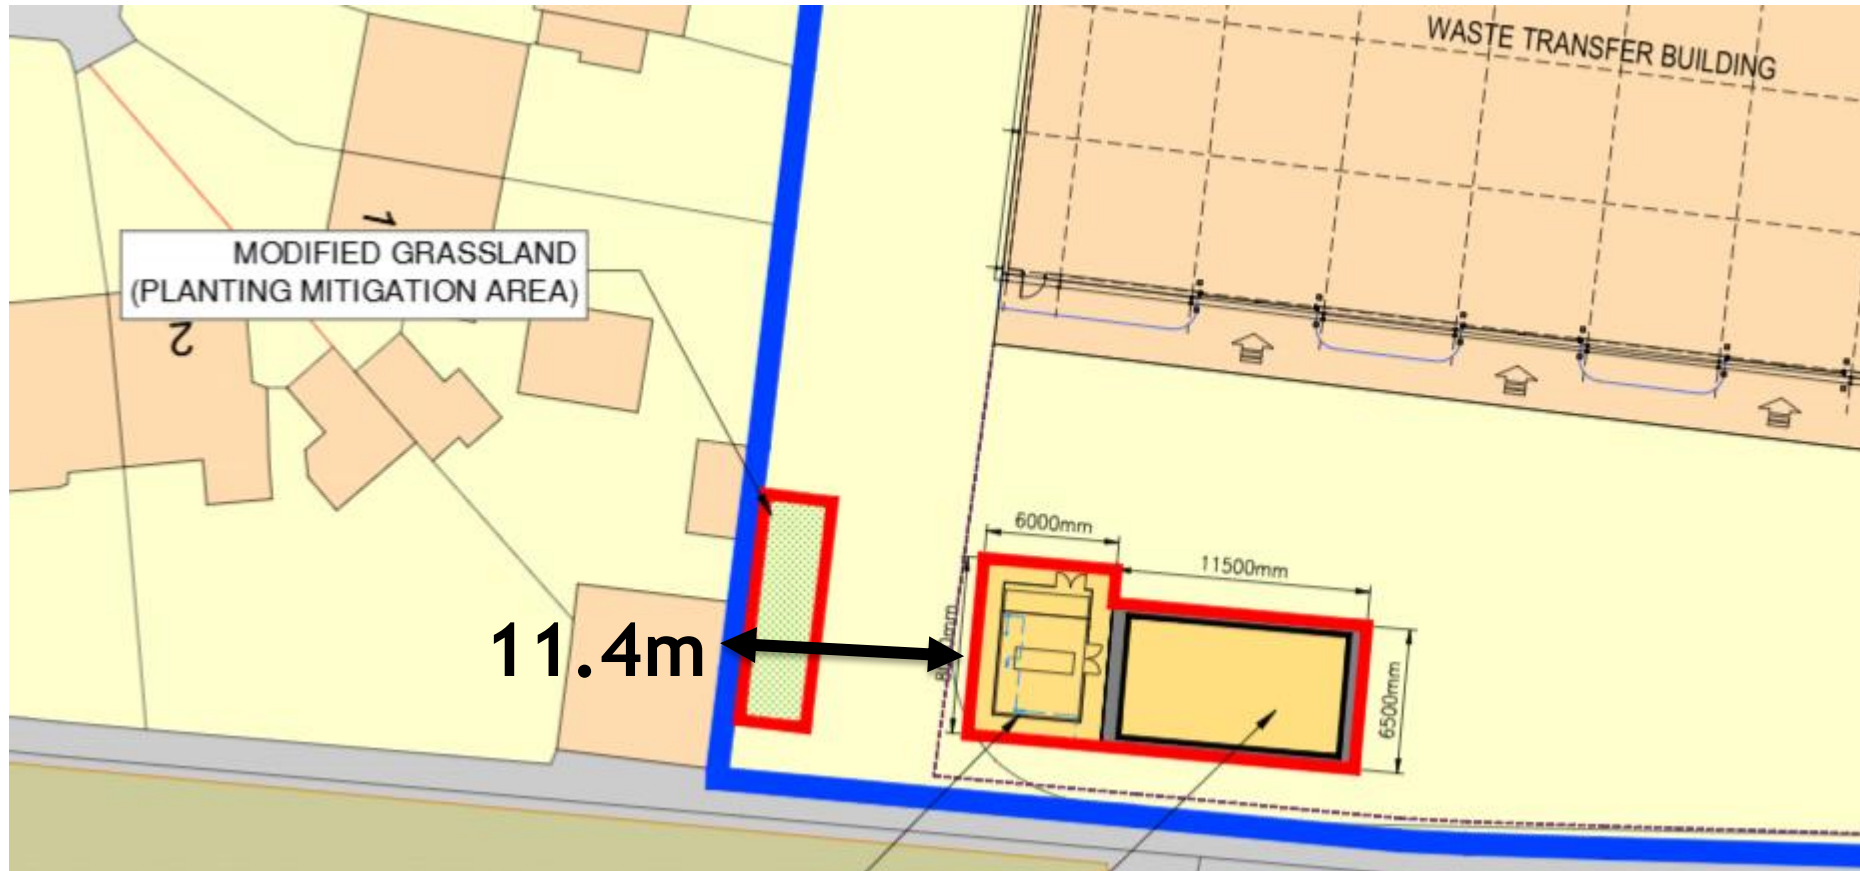 WASTE TRANSFER BUILDING
1
MODIFIED GRASSLAND
(PLANTING MITIGATION AREA)
2
6000mm
11500mm
11.4m
6500mm